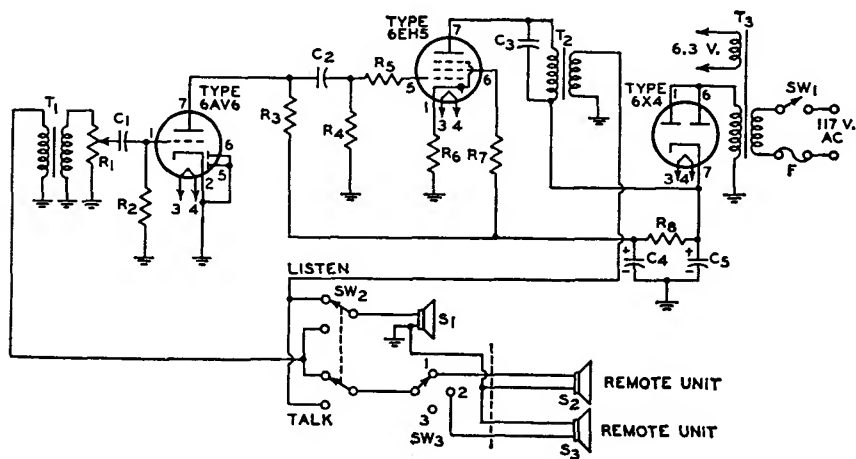 TYPE
6AV6
T1
C1
R1
R2
1
7
6
5
2
3 4
C2
R3
R4
R5
TYPE
6EH5
7
5
6
1
3 4
R6
R7
C3
T2
T3
6.3 V.
TYPE
6X4
1
6
3 4
7
SW1
117 V.
AC
F
R8
+
-
C4
+
-
C5
LISTEN
SW2
S1
TALK
1
2
3
SW3
S2
REMOTE UNIT
S3
REMOTE UNIT